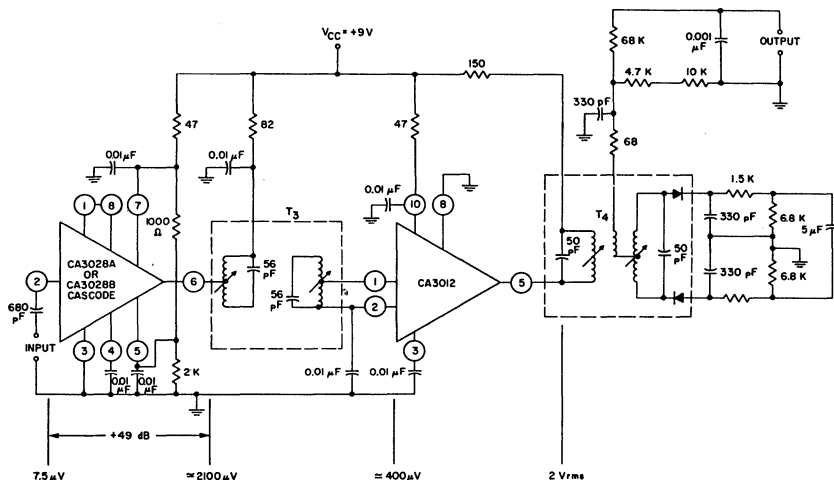 VCC = +9V
150
68 K
0.001
μF
OUTPUT
4.7 K
10 K
330 pF
68
47
82
47
0.01 μF
0.01 μF
0.01 μF
1
8
7
10
8
1000
Ω
T3
T4
1.5 K
CA3028A
OR
CA3028B
CASCODE
2
6
56
pF
56
pF
1
2
CA3012
5
50
pF
50
pF
330 pF
330 pF
6.8 K
6.8 K
5 μF
680
pF
INPUT
3
4
5
3
0.01
μF
0.01
μF
2 K
0.01 μF
0.01 μF
+49 dB
7.5 μV
≃2100 μV
≃400 μV
2 Vrms